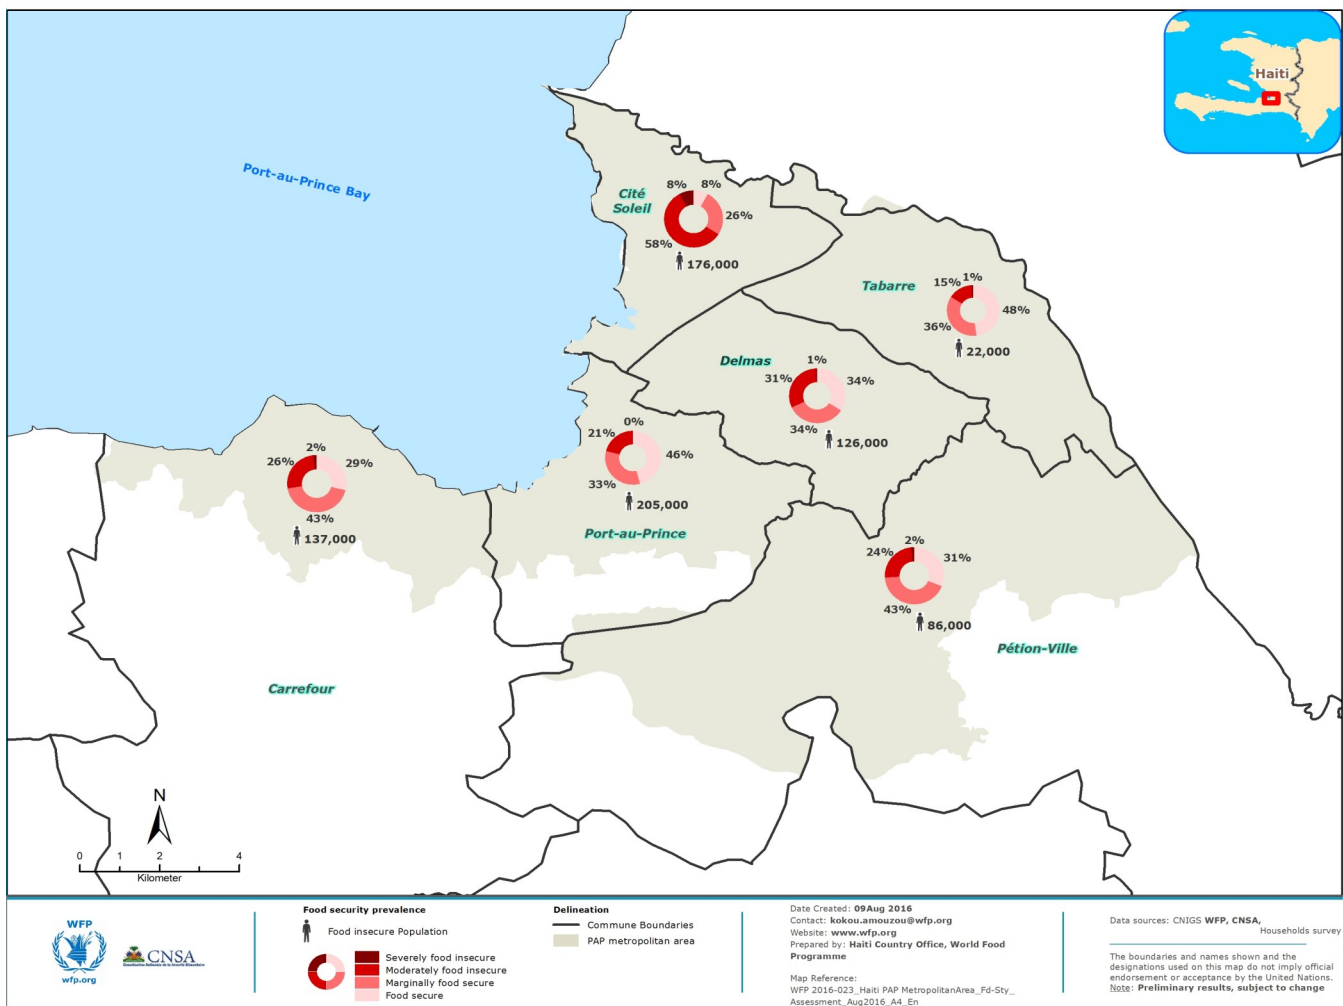 Haiti
Port-au-Prince Bay
Cité
Soleil
8%
8%
26%
58%
176,000
Tabarre
15%
1%
48%
36%
22,000
Delmas
1%
31%
34%
34%
126,000
0%
21%
46%
33%
205,000
Port-au-Prince
2%
26%
29%
43%
137,000
2%
24%
31%
43%
86,000
Pétion-Ville
Carrefour
N
0 1 2 4
Kilometer
WFP
wfp.org
CNSA
Food security prevalence
Food insecure Population
Severely food insecure
Moderately food insecure
Marginally food secure
Food secure
Delineation
Commune Boundaries
PAP metropolitan area
Date Created: 09Aug 2016
Contact: kokou.amouzou@wfp.org
Website: www.wfp.org
Prepared by: Haiti Country Office, World Food
Programme
Map Reference:
WFP 2016-023_Haiti PAP MetropolitanArea_Fd-Sty_
Assessment_Aug2016_A4_En
Data sources: CNIGS WFP, CNSA,
Households survey
The boundaries and names shown and the
designations used on this map do not imply official
endorsement or acceptance by the United Nations.
Note: Preliminary results, subject to change